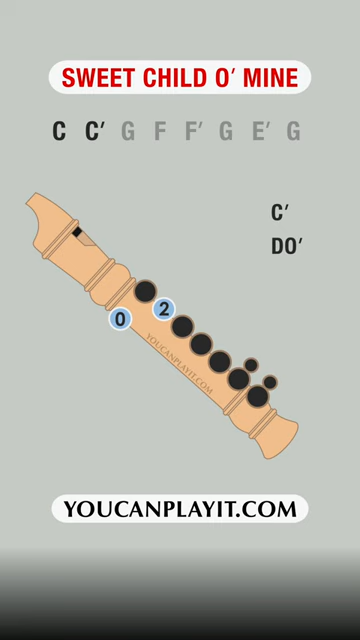 SWEET CHILD O′ MINE
C C′ G F F′ G E′ G
C′
DO′
0 2
YOUCANPLAYIT.COM
YOUCANPLAYIT.COM